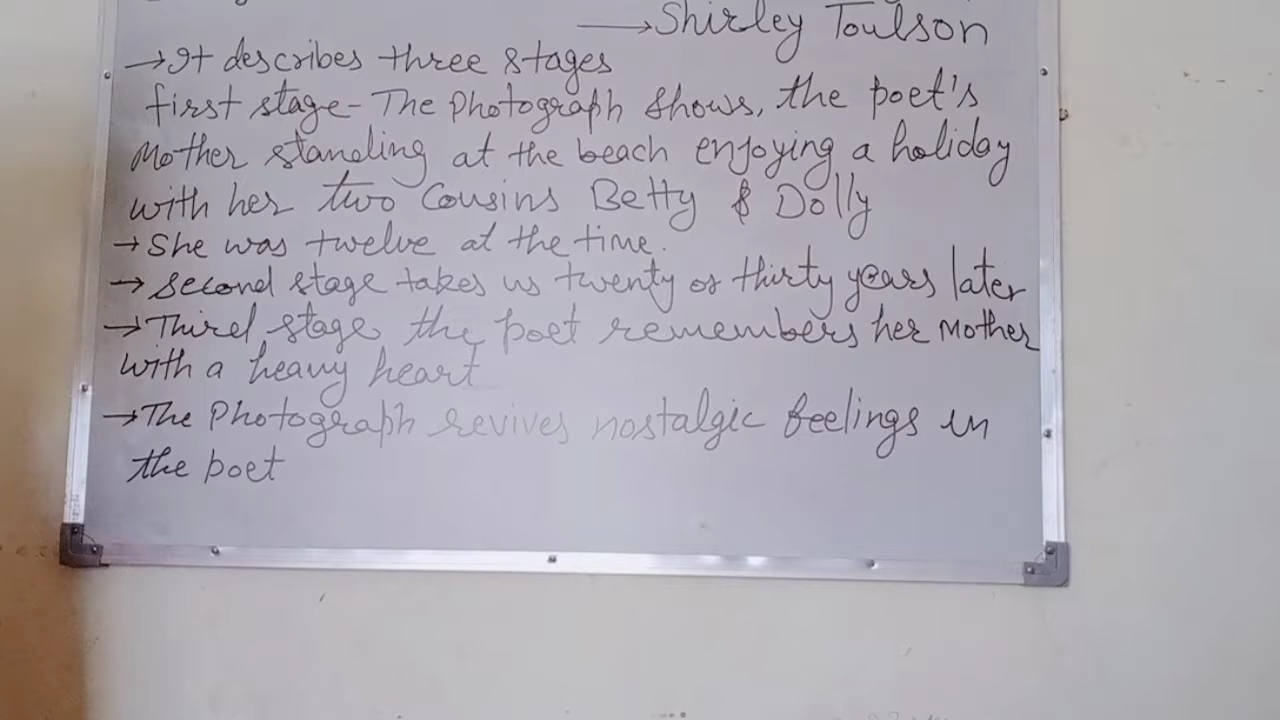 → Shirley Toulson
→ It describes three stages
first stage - The Photograph shows, the poet's
Mother standing at the beach enjoying a holiday
with her two Cousins Betty & Dolly
→ She was twelve at the time.
→ Second stage takes us twenty or thirty years later
→ Third stage the poet remembers her Mother
with a heavy heart
→ The Photograph revives nostalgic feelings in
the poet